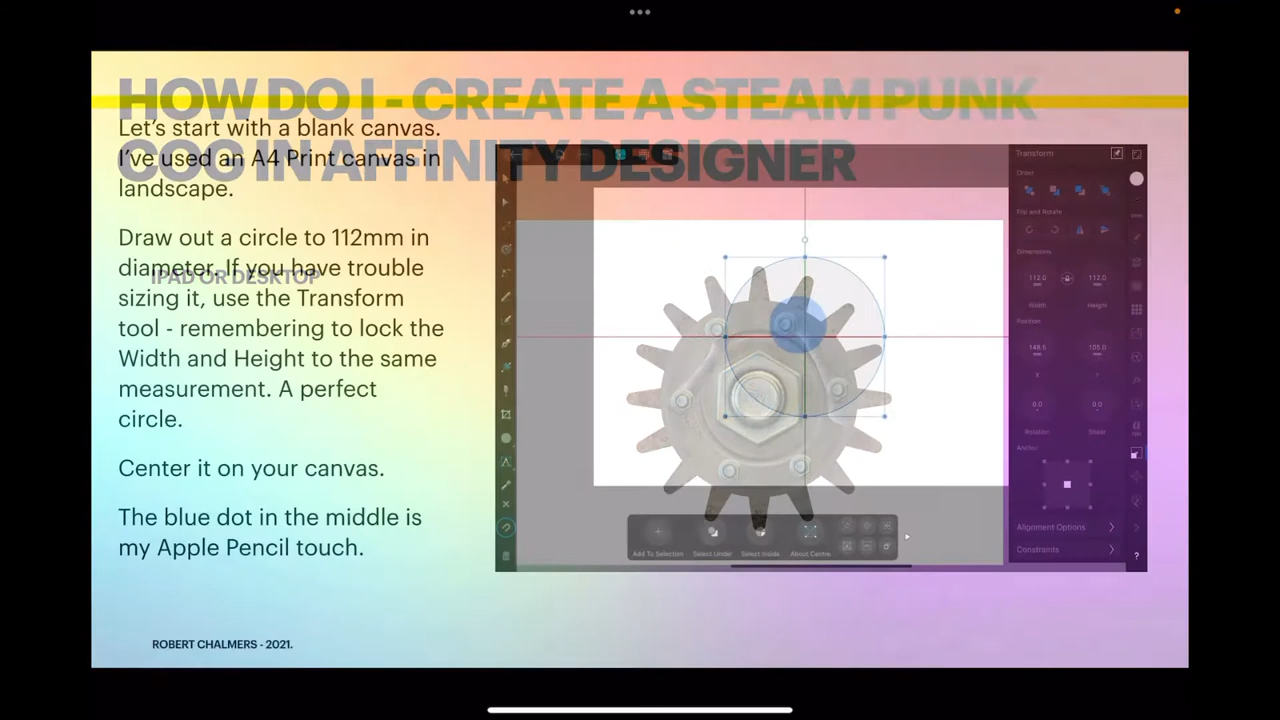 HOW DO I - CREATE A STEAM PUNK
COG IN AFFINITY DESIGNER
Let's start with a blank canvas.
I've used an A4 Print canvas in
landscape.
Draw out a circle to 112mm in
diameter. If you have trouble
sizing it, use the Transform
tool - remembering to lock the
Width and Height to the same
measurement. A perfect
circle.
Center it on your canvas.
The blue dot in the middle is
my Apple Pencil touch.
IPAD OR DESKTOP
ROBERT CHALMERS - 2021.
Transform
Order
Flip and Rotate
Dimensions
112.0 112.0
Width Height
Position
148.5 105.0
X
0.0 0.0
Rotation Shear
Anchor
Alignment Options
Constraints
?
Add To Selection Select Under Select Inside About Centre